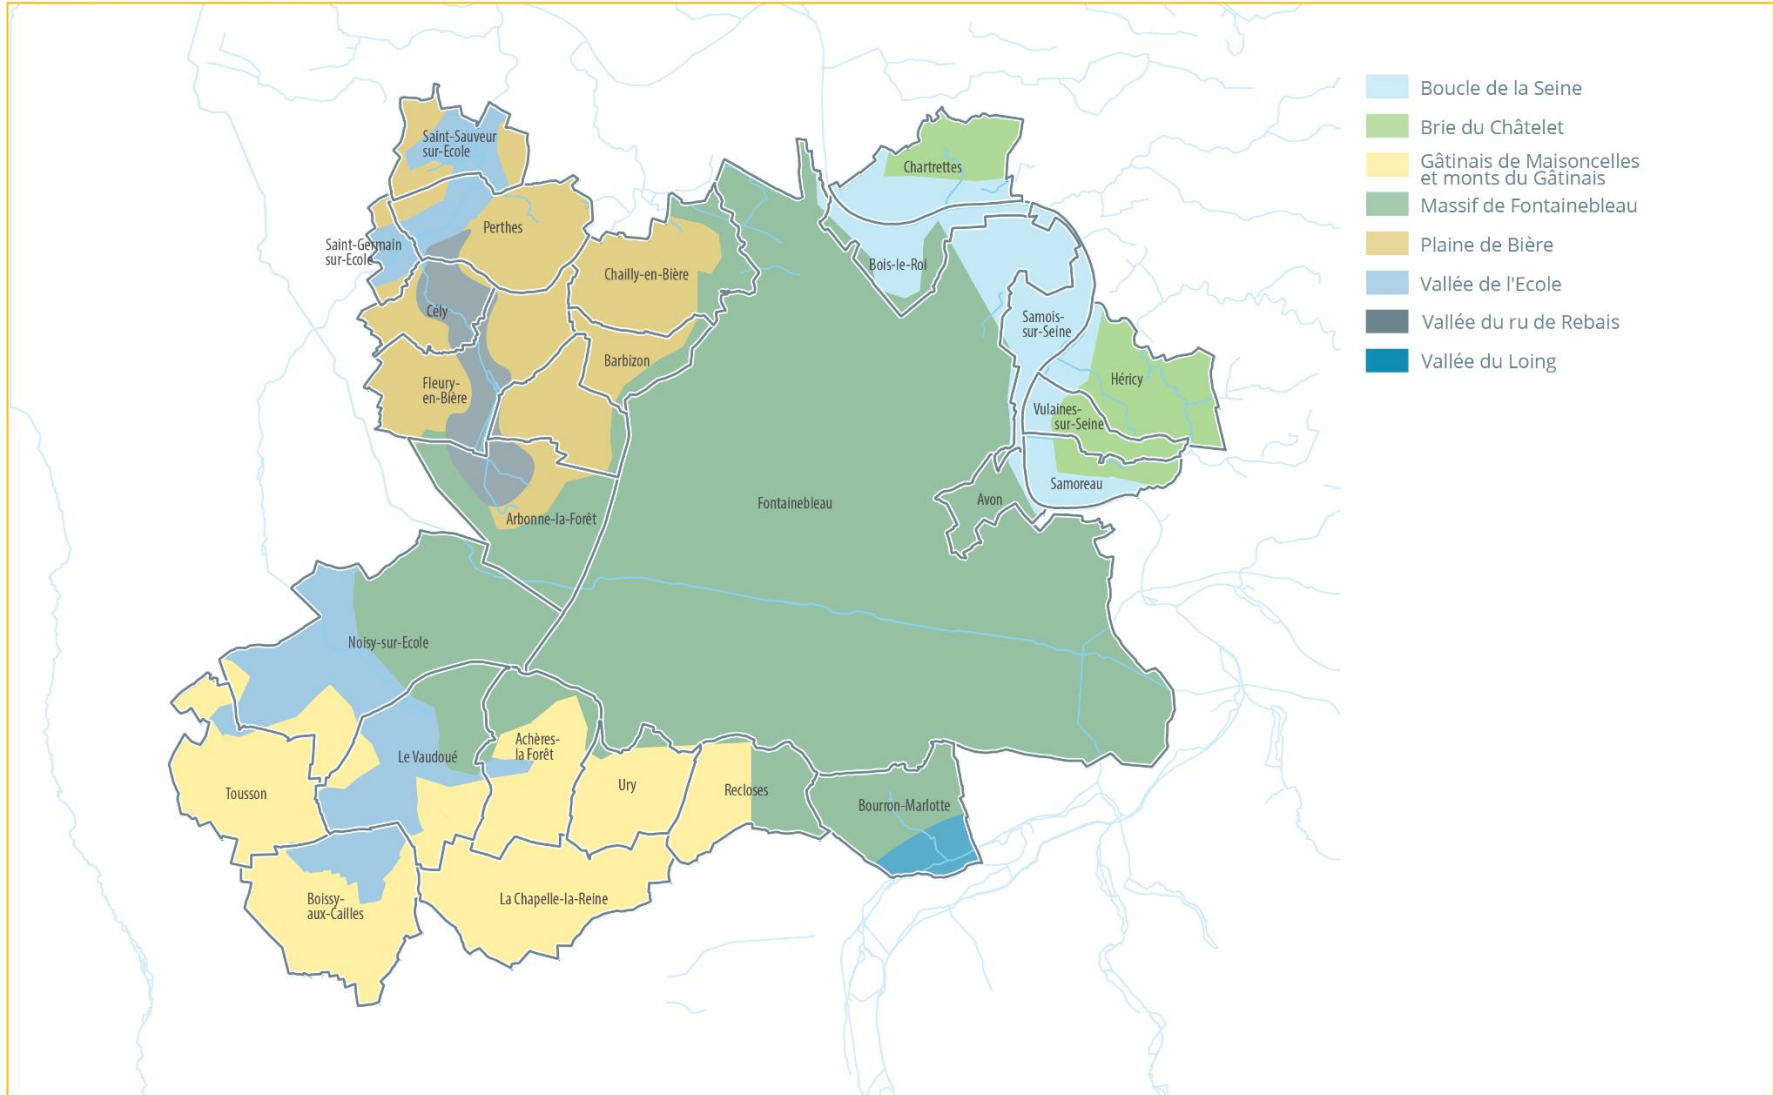 Boucle de la Seine
Brie du Châtelet
Gâtinais de Maisoncelles
et monts du Gâtinais
Massif de Fontainebleau
Plaine de Bière
Vallée de l'Ecole
Vallée du ru de Rebais
Vallée du Loing
Saint-Sauveur
sur-Ecole
Chartrettes
Perthes
Saint-Germain
sur-Ecole
Bois-le-Roi
Chailly-en-Bière
Cély
Samois-
sur-Seine
Barbizon
Héricy
Fleury-
en-Bière
Vulaines-
sur-Seine
Samoreau
Avon
Fontainebleau
Arbonne-la-Forêt
Noisy-sur-Ecole
Achères-
la Forêt
Le Vaudoué
Ury
Recloses
Tousson
Bourron-Marlotte
Boissy-
aux-Cailles
La Chapelle-la-Reine